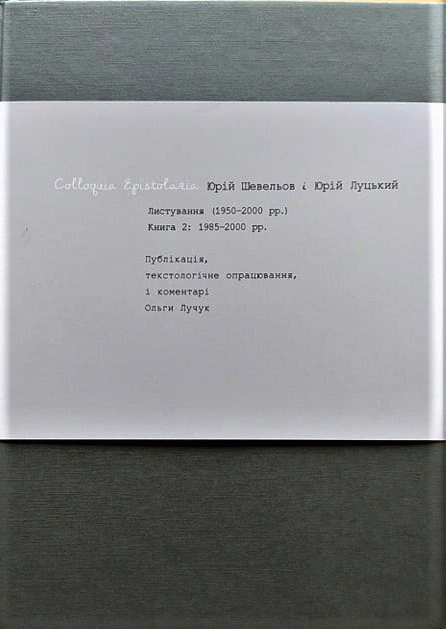 Colloquia Epistolaria Юрій Шевельов і Юрій Луцький
Листування (1950–2000 рр.)
Книга 2: 1985–2000 рр.
Публікація,
текстологічне опрацювання,
і коментарі
Ольги Лучук